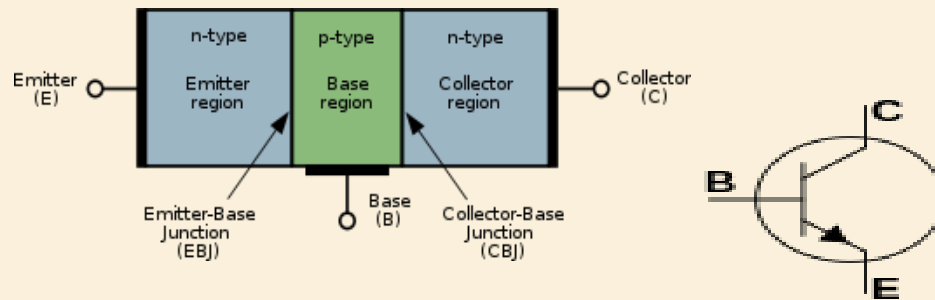 n-type
p-type
n-type
Emitter
(E)
Emitter
region
Base
region
Collector
region
Collector
(C)
Emitter-Base
Junction
(EBJ)
Base
(B)
Collector-Base
Junction
(CBJ)
C
B
E